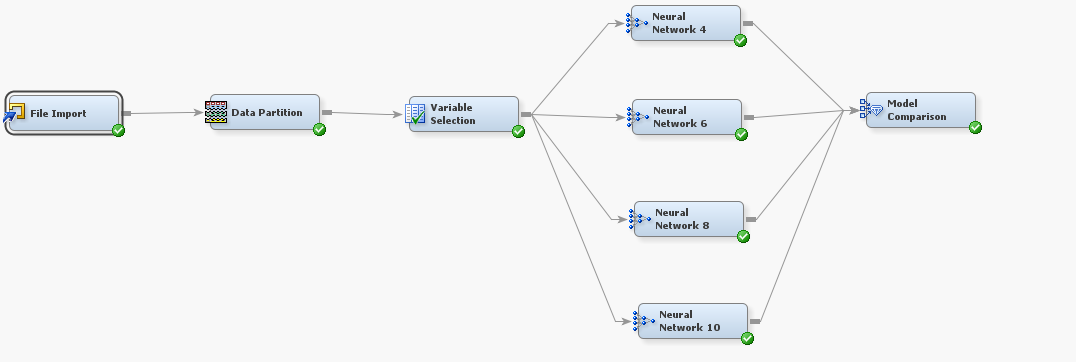 File Import
Data Partition
Variable
Selection
Neural
Network 4
Neural
Network 6
Neural
Network 8
Neural
Network 10
Model
Comparison